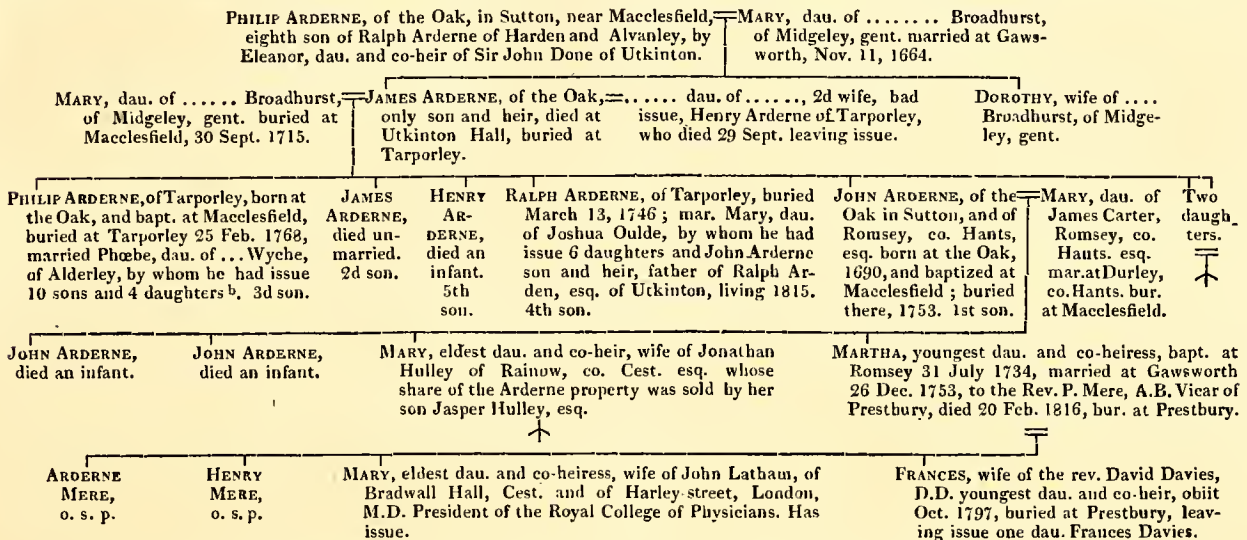 PHILIP ARDERNE, of the Oak, in Sutton, near Macclesfield,
eighth son of Ralph Arderne of Harden and Alvanley, by
Eleanor, dau. and co-heir of Sir John Done of Utkinton.
MARY, dau. of ........ Broadhurst,
of Midgeley, gent. married at Gaws-
worth, Nov. 11, 1664.
MARY, dau. of ...... Broadhurst,
of Midgeley, gent. buried at
Macclesfield, 30 Sept. 1715.
JAMES ARDERNE, of the Oak,
only son and heir, died at
Utkinton Hall, buried at
Tarporley.
...... dau. of ......, 2d wife, had
issue, Henry Arderne of Tarporley,
who died 29 Sept. leaving issue.
DOROTHY, wife of ....
Broadhurst, of Midge-
ley, gent.
PHILIP ARDERNE, of Tarporley, born at
the Oak, and bapt. at Macclesfield,
buried at Tarporley 25 Feb. 1768,
married Phœbe, dau. of ... Wyche,
of Alderley, by whom he had issue
10 sons and 4 daughters b. 3d son.
JAMES
ARDERNE,
died un-
married.
2d son.
HENRY
AR-
DERNE,
died an
infant.
5th
son.
RALPH ARDERNE, of Tarporley, buried
March 13, 1746 ; mar. Mary, dau.
of Joshua Oulde, by whom he had
issue 6 daughters and John Arderne
son and heir, father of Ralph Ar-
den, esq. of Utkinton, living 1815.
4th son.
JOHN ARDERNE, of the
Oak in Sutton, and of
Romsey, co. Hants,
esq. born at the Oak,
1690, and baptized at
Macclesfield ; buried
there, 1753. 1st son.
MARY, dau. of
James Carter,
Romsey, co.
Hants. esq.
mar. at Durley,
co. Hants. bur.
at Macclesfield.
Two
daugh-
ters.
JOHN ARDERNE,
died an infant.
JOHN ARDERNE,
died an infant.
MARY, eldest dau. and co-heir, wife of Jonathan
Hulley of Rainow, co. Cest. esq. whose
share of the Arderne property was sold by her
son Jasper Hulley, esq.
MARTHA, youngest dau. and co-heiress, bapt. at
Romsey 31 July 1734, married at Gawsworth
26 Dec. 1753, to the Rev. P. Mere, A.B. Vicar of
Prestbury, died 20 Feb. 1816, bur. at Prestbury.
ARDERNE
MERE,
o. s. p.
HENRY
MERE,
o. s. p.
MARY, eldest dau. and co-heiress, wife of John Latham, of
Bradwall Hall, Cest. and of Harley-street, London,
M.D. President of the Royal College of Physicians. Has
issue.
FRANCES, wife of the rev. David Davies,
D.D. youngest dau. and co-heir, obiit
Oct. 1797, buried at Prestbury, leav-
ing issue one dau. Frances Davies.